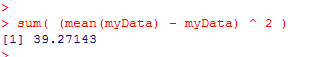 >
> sum( (mean(myData) - myData) ^ 2 )
[1] 39.27143
>